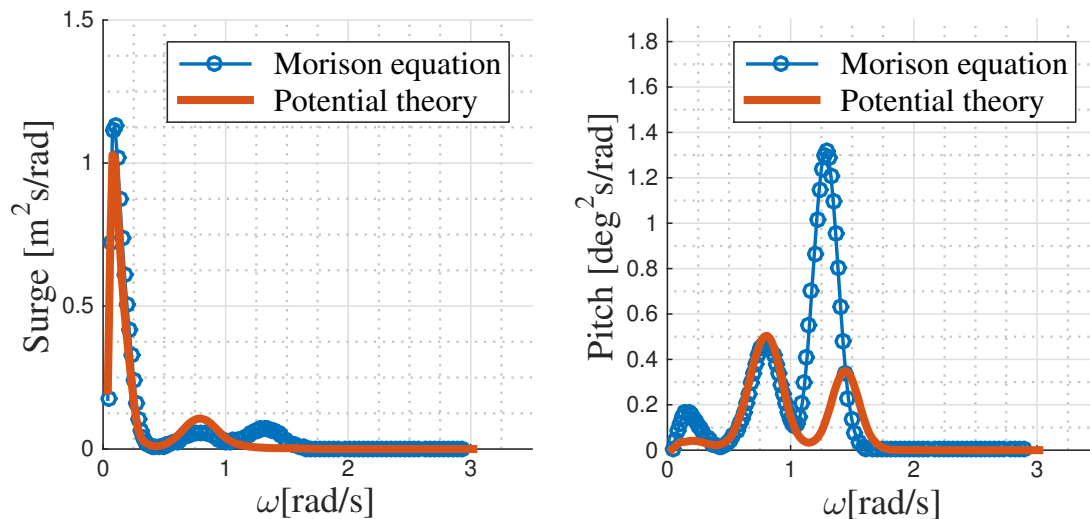 Surge [m²s/rad]
1.5
1
0.5
0
Morison equation
Potential theory
0 1 2 3
ω[rad/s]
Pitch [deg²s/rad]
1.8
1.6
1.4
1.2
1
0.8
0.6
0.4
0.2
0
Morison equation
Potential theory
0 1 2 3
ω[rad/s]